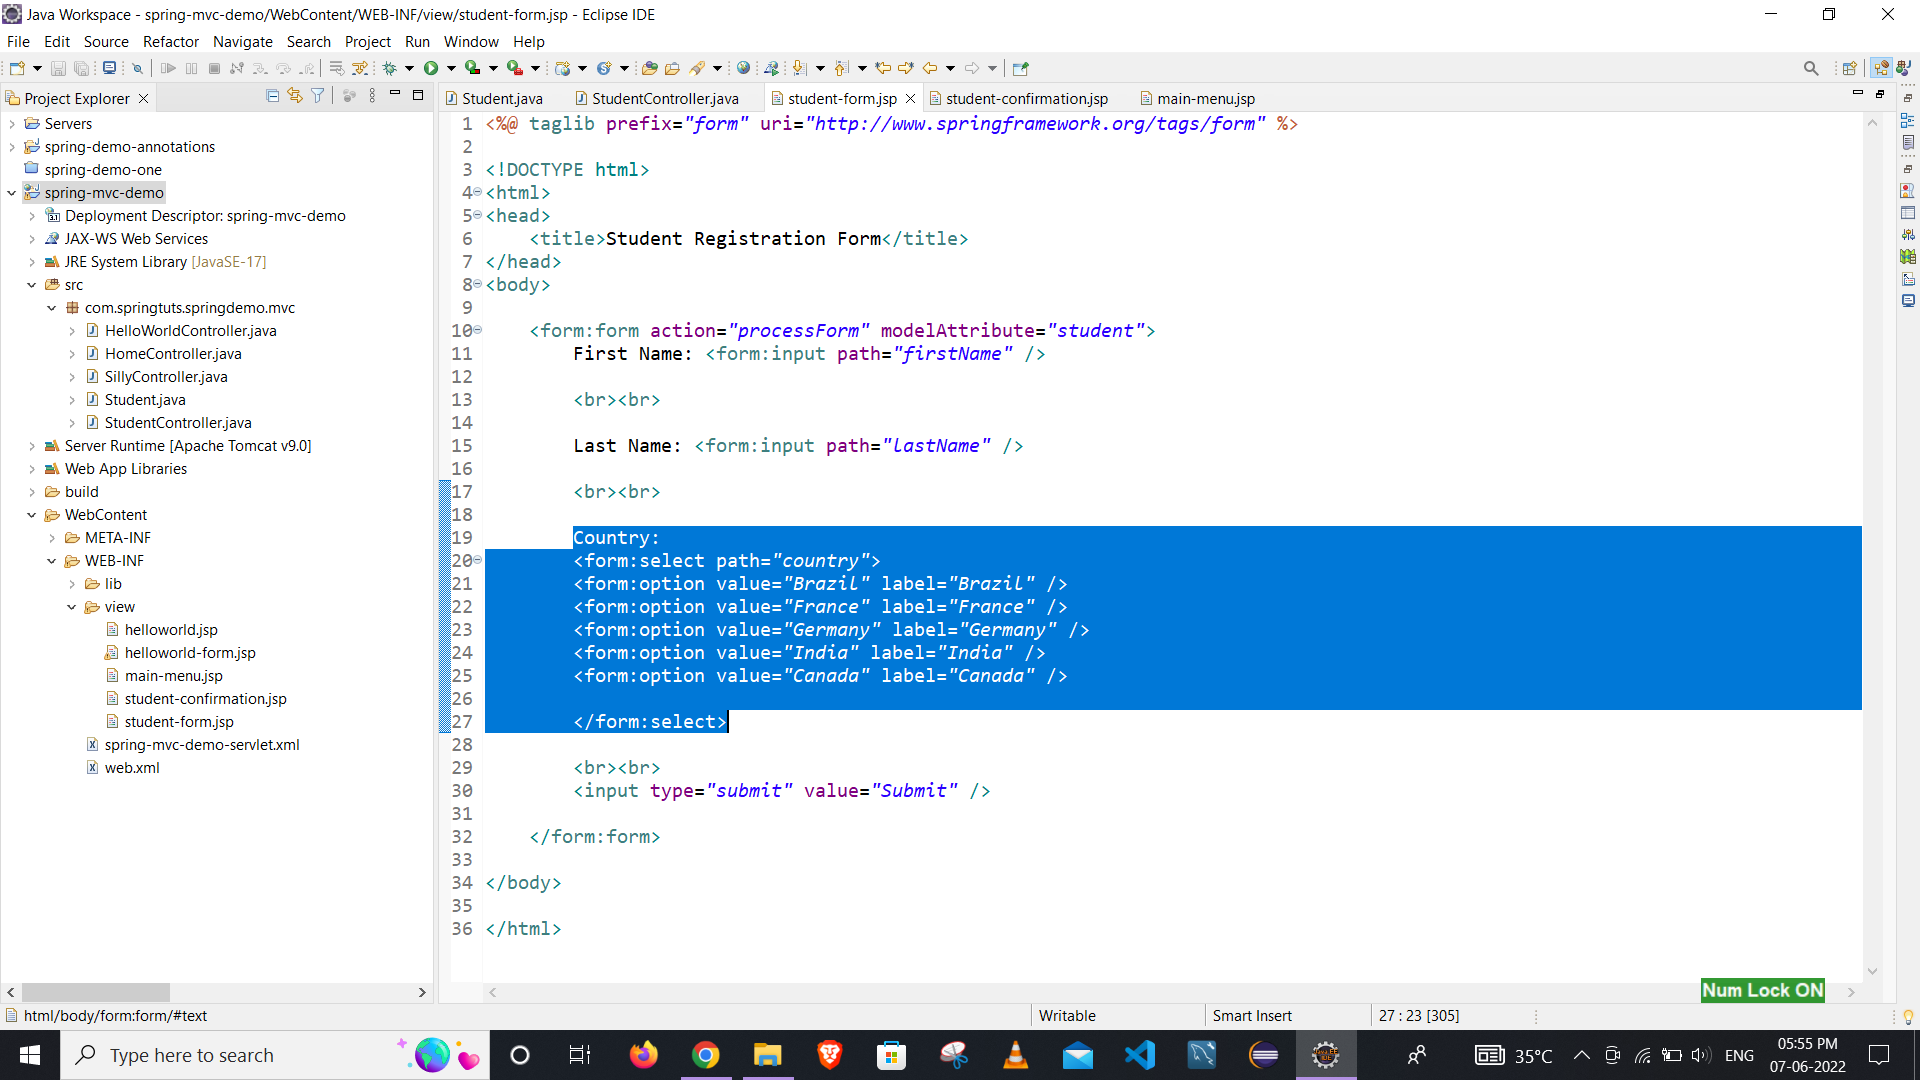 Java Workspace - spring-mvc-demo/WebContent/WEB-INF/view/student-form.jsp - Eclipse IDE
File Edit Source Refactor Navigate Search Project Run Window Help
Project Explorer
Servers
spring-demo-annotations
spring-demo-one
spring-mvc-demo
Deployment Descriptor: spring-mvc-demo
JAX-WS Web Services
JRE System Library [JavaSE-17]
src
com.springtuts.springdemo.mvc
HelloWorldController.java
HomeController.java
SillyController.java
Student.java
StudentController.java
Server Runtime [Apache Tomcat v9.0]
Web App Libraries
build
WebContent
META-INF
WEB-INF
lib
view
helloworld.jsp
helloworld-form.jsp
main-menu.jsp
student-confirmation.jsp
student-form.jsp
spring-mvc-demo-servlet.xml
web.xml
Student.java StudentController.java student-form.jsp student-confirmation.jsp main-menu.jsp
1 <%@ taglib prefix="form" uri="http://www.springframework.org/tags/form" %>
2
3 <!DOCTYPE html>
4 <html>
5 <head>
6 <title>Student Registration Form</title>
7 </head>
8 <body>
9
10 <form:form action="processForm" modelAttribute="student">
11 First Name: <form:input path="firstName" />
12
13 <br><br>
14
15 Last Name: <form:input path="lastName" />
16
17 <br><br>
18
19 Country:
20 <form:select path="country">
21 <form:option value="Brazil" label="Brazil" />
22 <form:option value="France" label="France" />
23 <form:option value="Germany" label="Germany" />
24 <form:option value="India" label="India" />
25 <form:option value="Canada" label="Canada" />
26
27 </form:select>
28
29 <br><br>
30 <input type="submit" value="Submit" />
31
32 </form:form>
33
34 </body>
35
36 </html>
Num Lock ON
html/body/form:form/#text Writable Smart Insert 27 : 23 [305]
Type here to search 35°C ENG 05:55 PM
07-06-2022